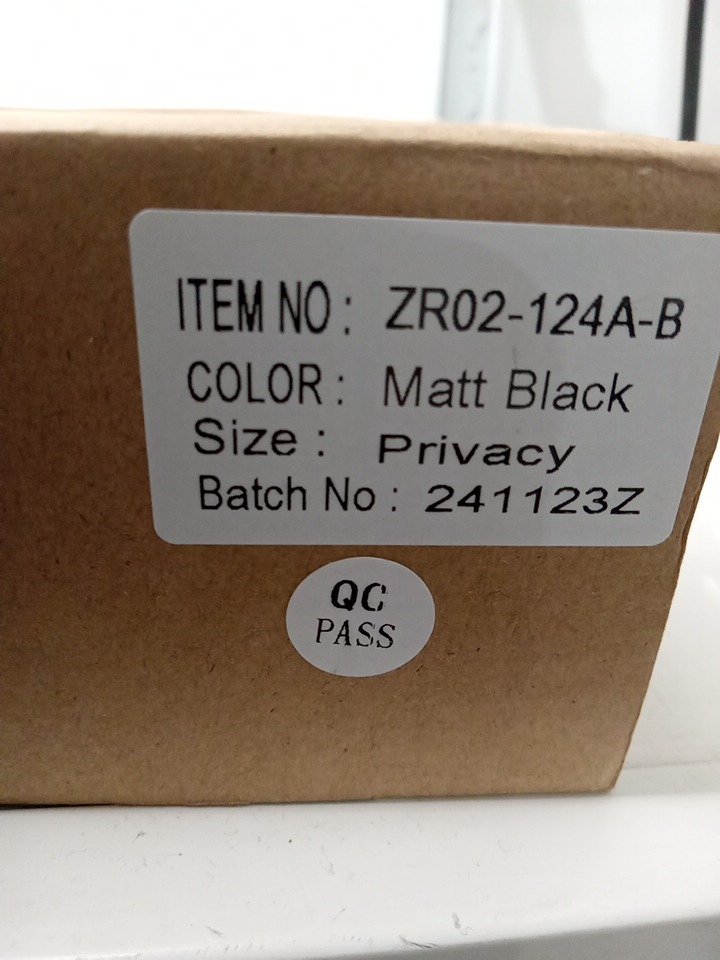 ITEM NO : ZR02-124A-B
COLOR : Matt Black
Size : Privacy
Batch No : 241123Z
QC
PASS